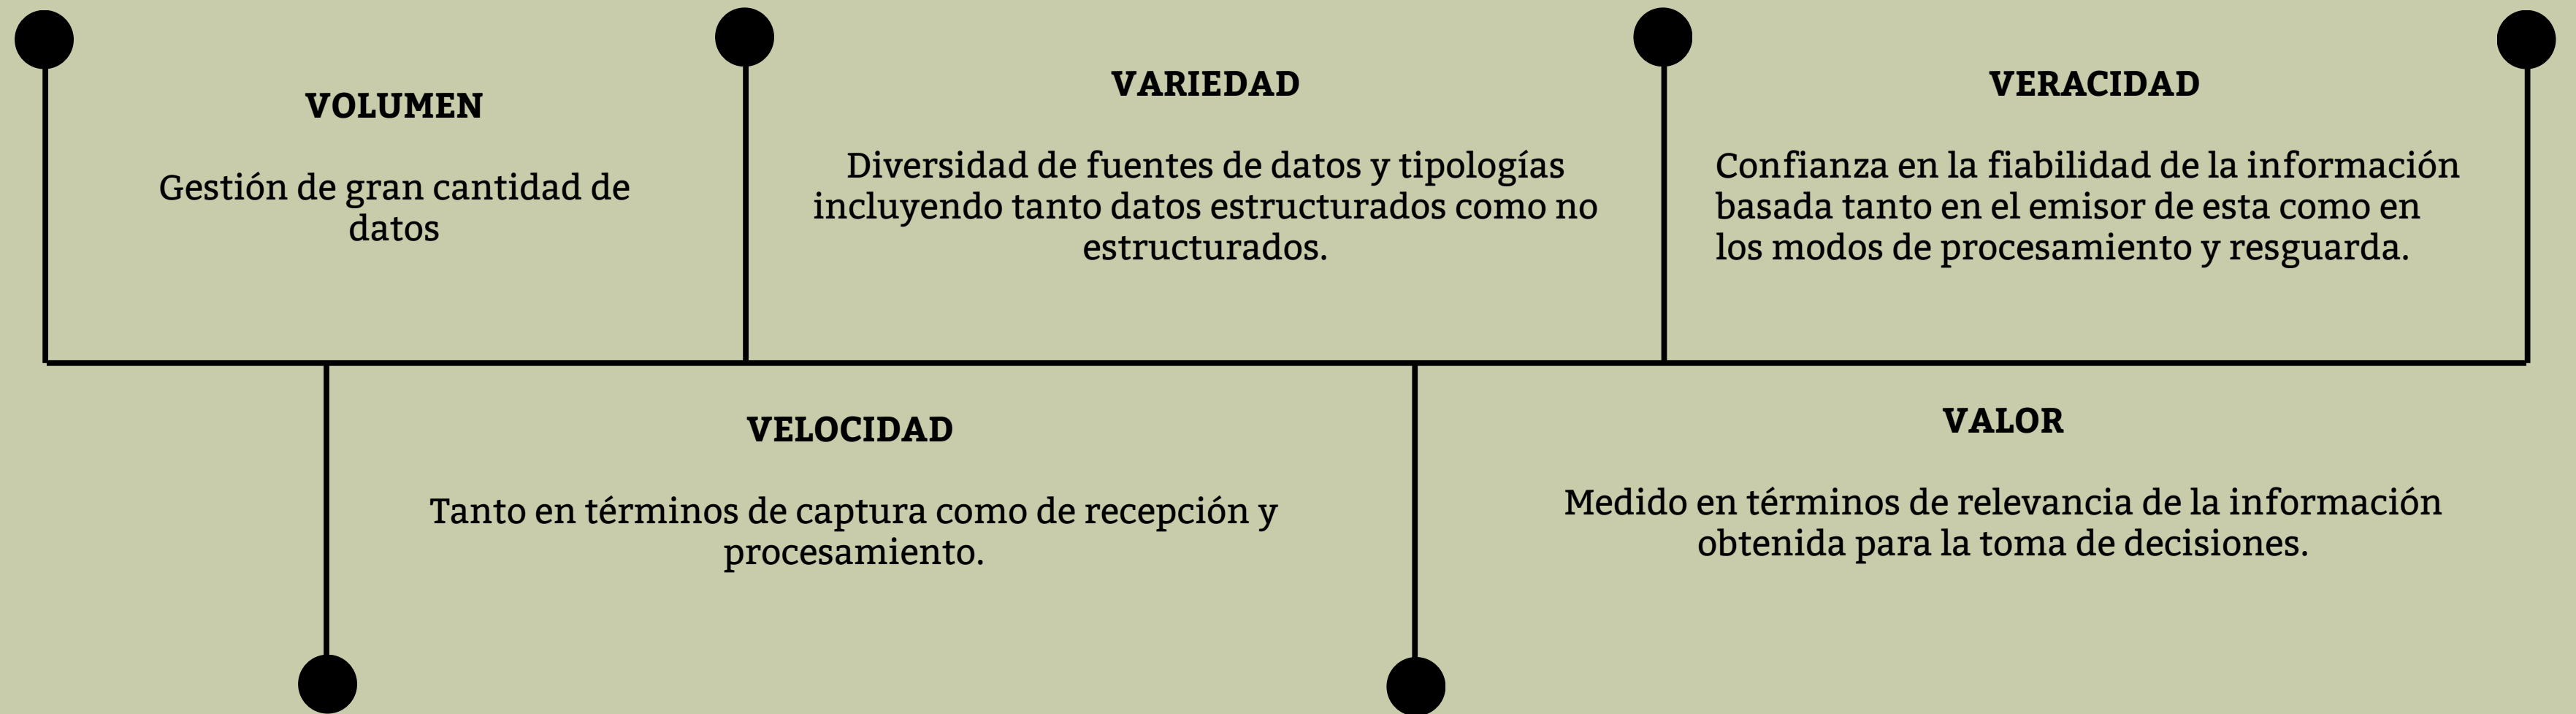 VOLUMEN
Gestión de gran cantidad de
datos
VARIEDAD
Diversidad de fuentes de datos y tipologías
incluyendo tanto datos estructurados como no
estructurados.
VERACIDAD
Confianza en la fiabilidad de la información
basada tanto en el emisor de esta como en
los modos de procesamiento y resguarda.
VELOCIDAD
Tanto en términos de captura como de recepción y
procesamiento.
VALOR
Medido en términos de relevancia de la información
obtenida para la toma de decisiones.